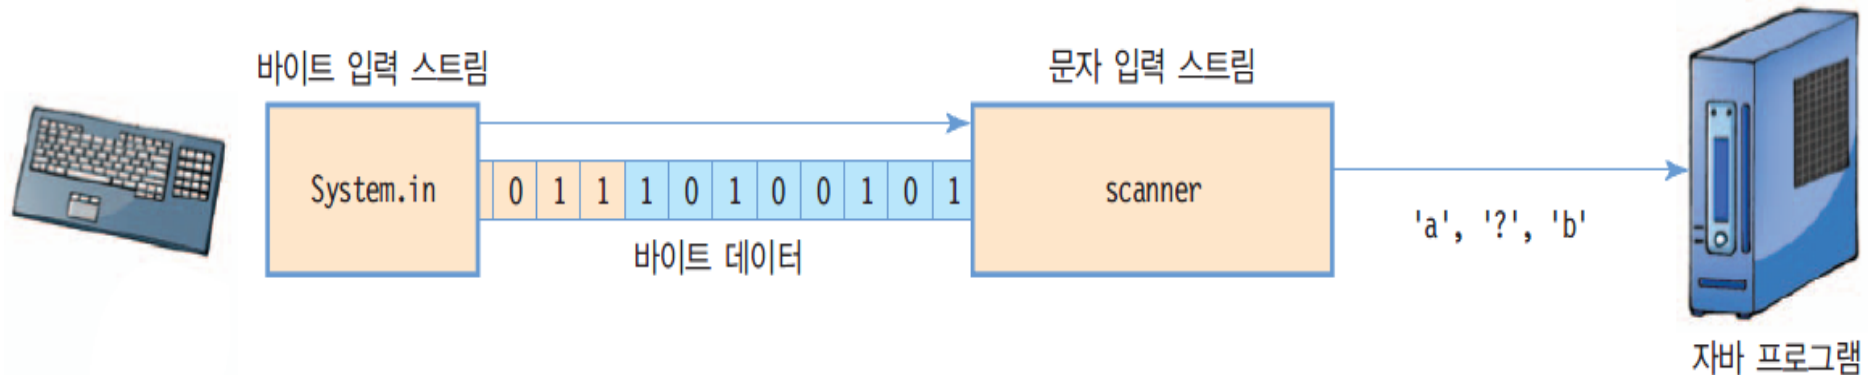 바이트 입력 스트림
문자 입력 스트림
System.in
0 1 1 1 0 1 0 0 1 0 1
scanner
바이트 데이터
'a', '?', 'b'
자바 프로그램